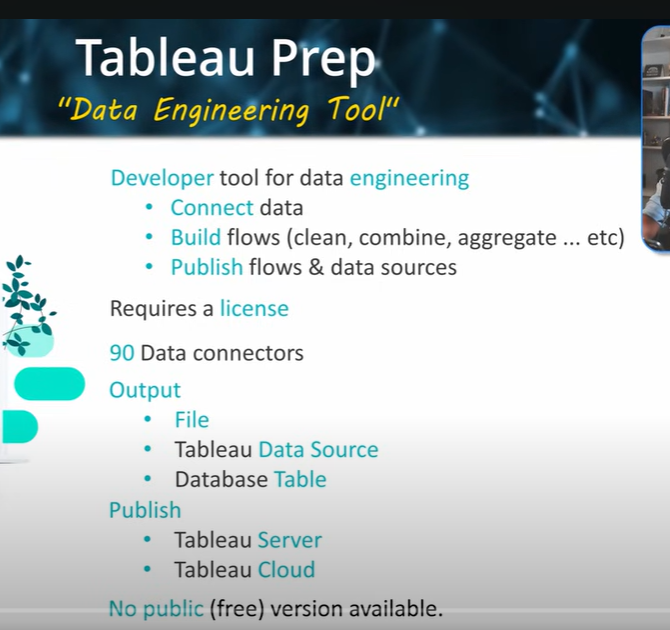 Tableau Prep
“Data Engineering Tool“
Developer tool for data engineering
• Connect data
• Build flows (clean, combine, aggregate ... etc)
• Publish flows & data sources
Requires a license
90 Data connectors
Output
• File
• Tableau Data Source
• Database Table
Publish
• Tableau Server
• Tableau Cloud
No public (free) version available.